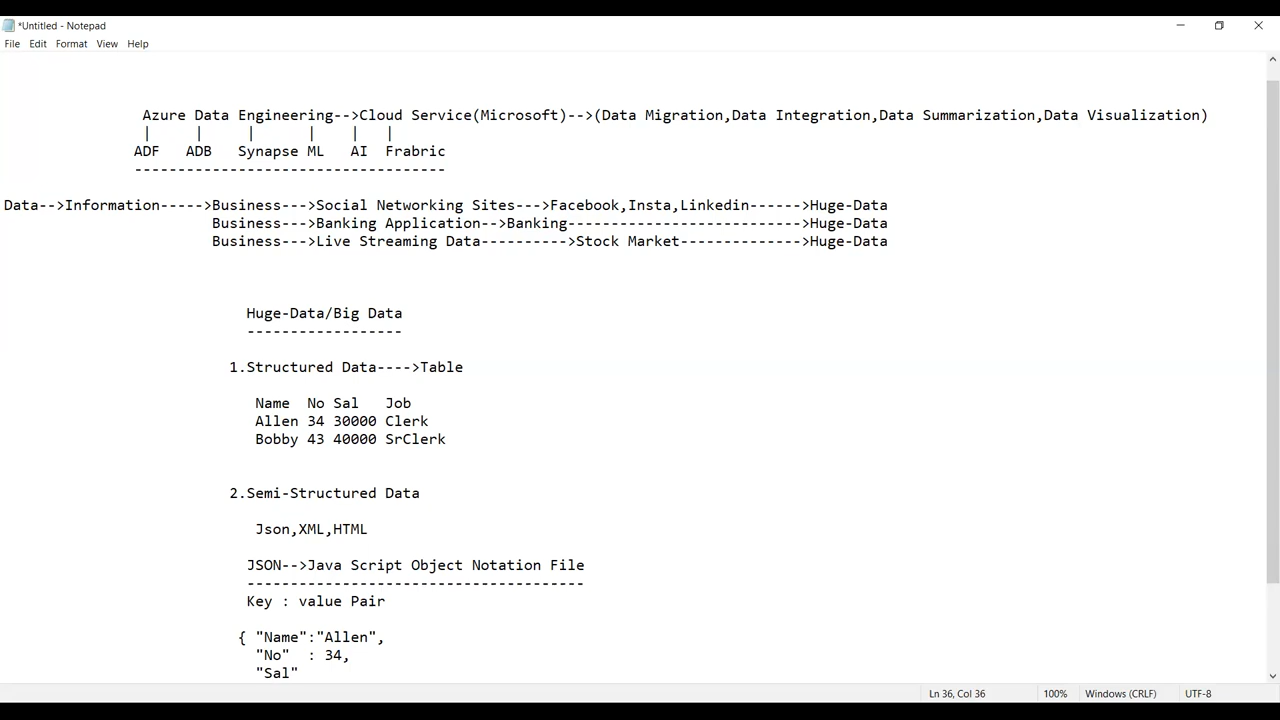 *Untitled - Notepad
File Edit Format View Help
Azure Data Engineering-->Cloud Service(Microsoft)-->(Data Migration,Data Integration,Data Summarization,Data Visualization)
| | | | | |
ADF ADB Synapse ML AI Frabric
------------------------------------
Data-->Information----->Business--->Social Networking Sites--->Facebook,Insta,Linkedin------>Huge-Data
Business--->Banking Application-->Banking--------------------------->Huge-Data
Business--->Live Streaming Data---------->Stock Market-------------->Huge-Data
Huge-Data/Big Data
------------------
1.Structured Data---->Table
Name No Sal Job
Allen 34 30000 Clerk
Bobby 43 40000 SrClerk
2.Semi-Structured Data
Json,XML,HTML
JSON-->Java Script Object Notation File
---------------------------------------
Key : value Pair
{ "Name":"Allen",
"No" : 34,
"Sal"
Ln 36, Col 36 100% Windows (CRLF) UTF-8